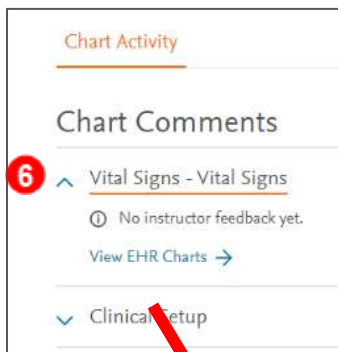 Chart Activity
Chart Comments
6
Vital Signs - Vital Signs
No instructor feedback yet.
View EHR Charts →
Clinical Setup